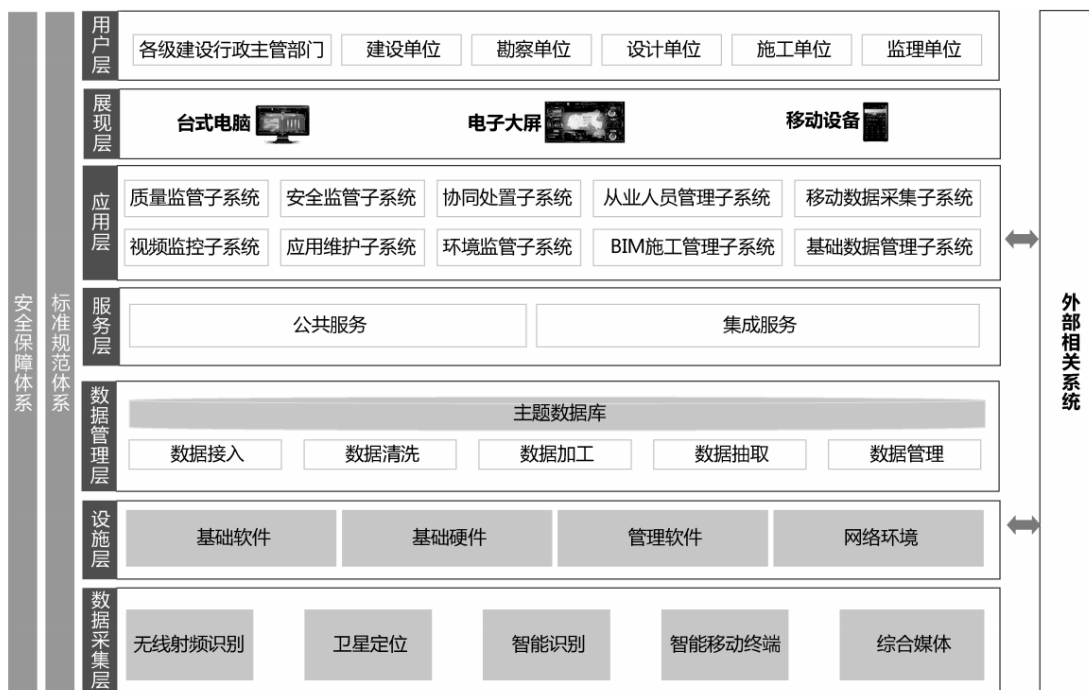 用户层
各级建设行政主管部门
建设单位
勘察单位
设计单位
施工单位
监理单位
展现层
台式电脑
电子大屏
移动设备
应用层
质量监管子系统
安全监管子系统
协同处置子系统
从业人员管理子系统
移动数据采集子系统
视频监控子系统
应用维护子系统
环境监管子系统
BIM施工管理子系统
基础数据管理子系统
服务层
公共服务
集成服务
数据管理层
主题数据库
数据接入
数据清洗
数据加工
数据抽取
数据管理
设施层
基础软件
基础硬件
管理软件
网络环境
数据采集层
无线射频识别
卫星定位
智能识别
智能移动终端
综合媒体
安全保障体系
标准规范体系
外部相关系统